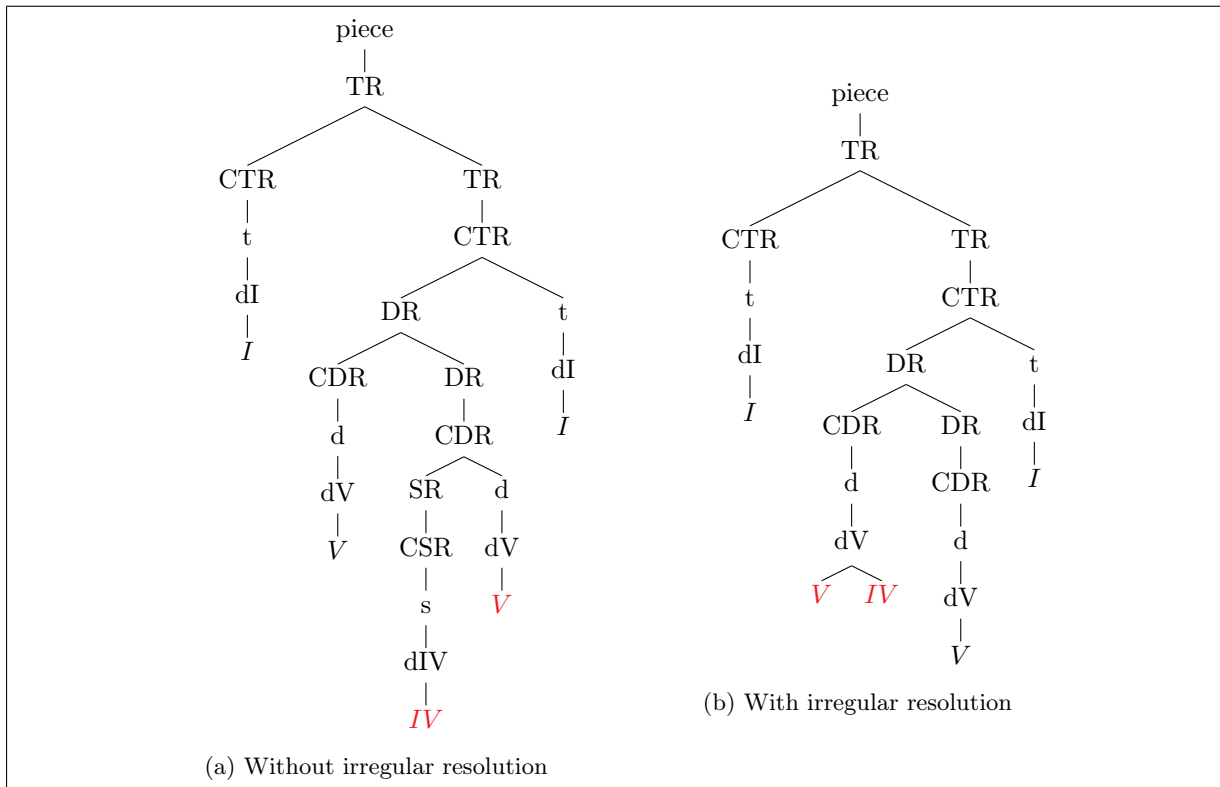 piece
TR
CTR TR
t CTR
dI DR t
I CDR DR dI
d CDR I
dV SR d
V CSR dV
s V
dIV
IV
(a) Without irregular resolution
piece
TR
CTR TR
t CTR
dI DR t
I CDR DR dI
d CDR I
dV d
V IV dV
V
(b) With irregular resolution